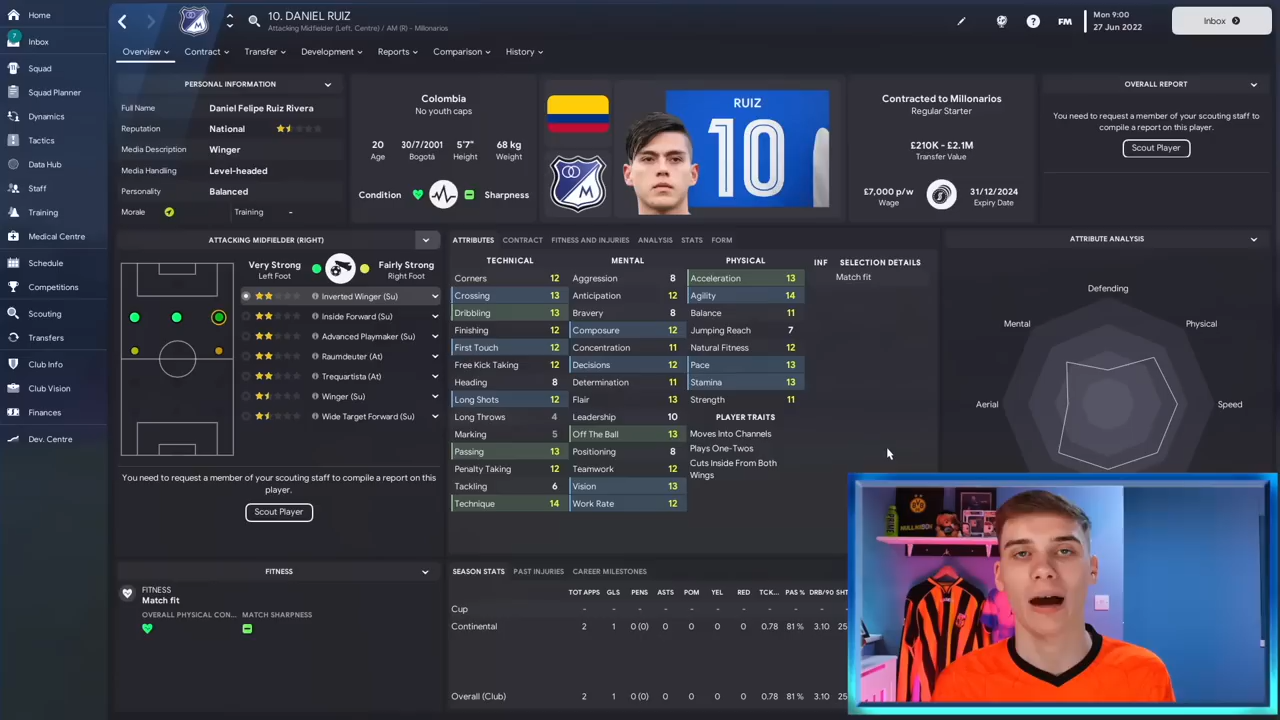 Home
Inbox
Squad
Squad Planner
Dynamics
Tactics
Data Hub
Staff
Training
Medical Centre
Schedule
Competitions
Scouting
Transfers
Club Info
Club Vision
Finances
Dev. Centre
10. DANIEL RUIZ
Attacking Midfielder (Left, Centre) / AM (R) - Millonarios
FM
Mon 9:00
27 Jun 2022
Inbox
Overview
Contract
Transfer
Development
Reports
Comparison
History
PERSONAL INFORMATION
Full Name Daniel Felipe Ruiz Rivera
Reputation National
Media Description Winger
Media Handling Level-headed
Personality Balanced
Morale Training -
Colombia
No youth caps
20 30/7/2001 5'7" 68 kg
Age Bogotá Height Weight
Condition Sharpness
RUIZ
10
Contracted to Millonarios
Regular Starter
£210K - £2.1M
Transfer Value
£7,000 p/w 31/12/2024
Wage Expiry Date
OVERALL REPORT
You need to request a member of your scouting staff to
compile a report on this player.
Scout Player
ATTACKING MIDFIELDER (RIGHT)
Very Strong Fairly Strong
Left Foot Right Foot
Inverted Winger (Su)
Inside Forward (Su)
Advanced Playmaker (Su)
Raumdeuter (At)
Trequartista (At)
Winger (Su)
Wide Target Forward (Su)
You need to request a member of your scouting staff to compile a report on this
player.
Scout Player
ATTRIBUTES CONTRACT FITNESS AND INJURIES ANALYSIS STATS FORM
TECHNICAL
Corners 12
Crossing 13
Dribbling 13
Finishing 12
First Touch 12
Free Kick Taking 12
Heading 8
Long Shots 12
Long Throws 4
Marking 5
Passing 13
Penalty Taking 12
Tackling 6
Technique 14
MENTAL
Aggression 8
Anticipation 12
Bravery 8
Composure 12
Concentration 11
Decisions 12
Determination 11
Flair 13
Leadership 10
Off The Ball 13
Positioning 8
Teamwork 12
Vision 13
Work Rate 12
PHYSICAL
Acceleration 13
Agility 14
Balance 11
Jumping Reach 7
Natural Fitness 12
Pace 13
Stamina 13
Strength 11
PLAYER TRAITS
Moves Into Channels
Plays One-Twos
Cuts Inside From Both
Wings
INF SELECTION DETAILS
Match fit
ATTRIBUTE ANALYSIS
Defending
Mental Physical
Aerial Speed
FITNESS
FITNESS
Match fit
OVERALL PHYSICAL CON... MATCH SHARPNESS
SEASON STATS PAST INJURIES CAREER MILESTONES
TOT APPS GLS PENS ASTS POM YEL RED TCK... PAS % DRB/90 SHT
Cup - - - - - - - - - -
Continental 2 1 0 (0) 0 0 0 0 0.78 81 % 3.10 25
Overall (Club) 2 1 0 (0) 0 0 0 0 0.78 81 % 3.10 25